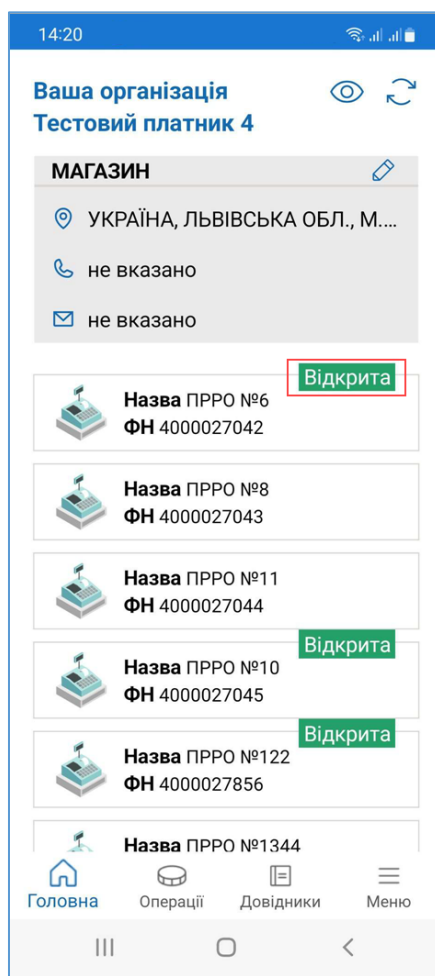 14:20
Ваша організація
Тестовий платник 4
МАГАЗИН
УКРАЇНА, ЛЬВІВСЬКА ОБЛ., М....
не вказано
не вказано
Відкрита
Назва ПРРО №6
ФН 4000027042
Назва ПРРО №8
ФН 4000027043
Назва ПРРО №11
ФН 4000027044
Відкрита
Назва ПРРО №10
ФН 4000027045
Відкрита
Назва ПРРО №122
ФН 4000027856
Назва ПРРО №1344
Головна Операції Довідники Меню